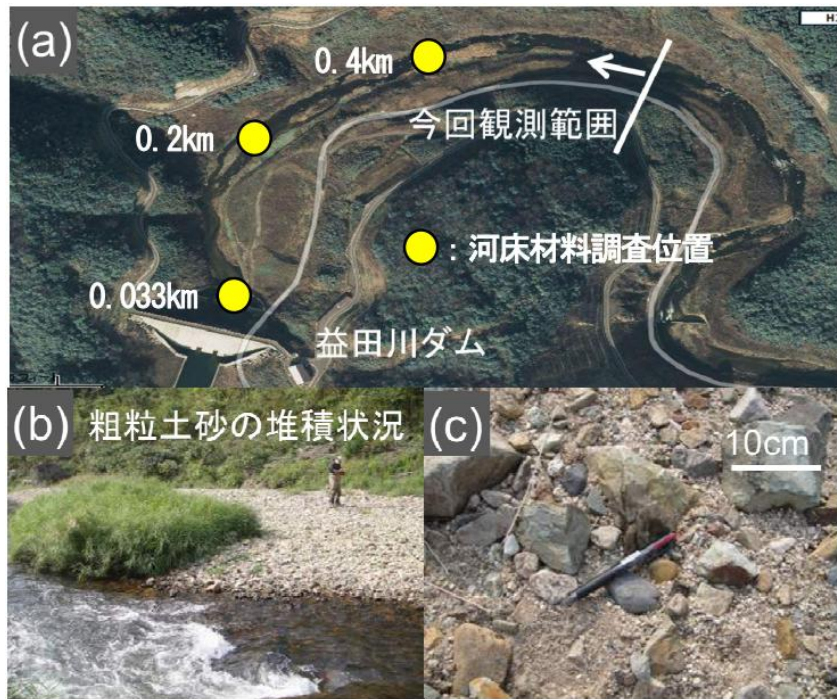 (a)
0.4km
今回観測範囲
0.2km
：河床材料調査位置
0.033km
益田川ダム
(b) 粗粒土砂の堆積状況
(c)
10cm